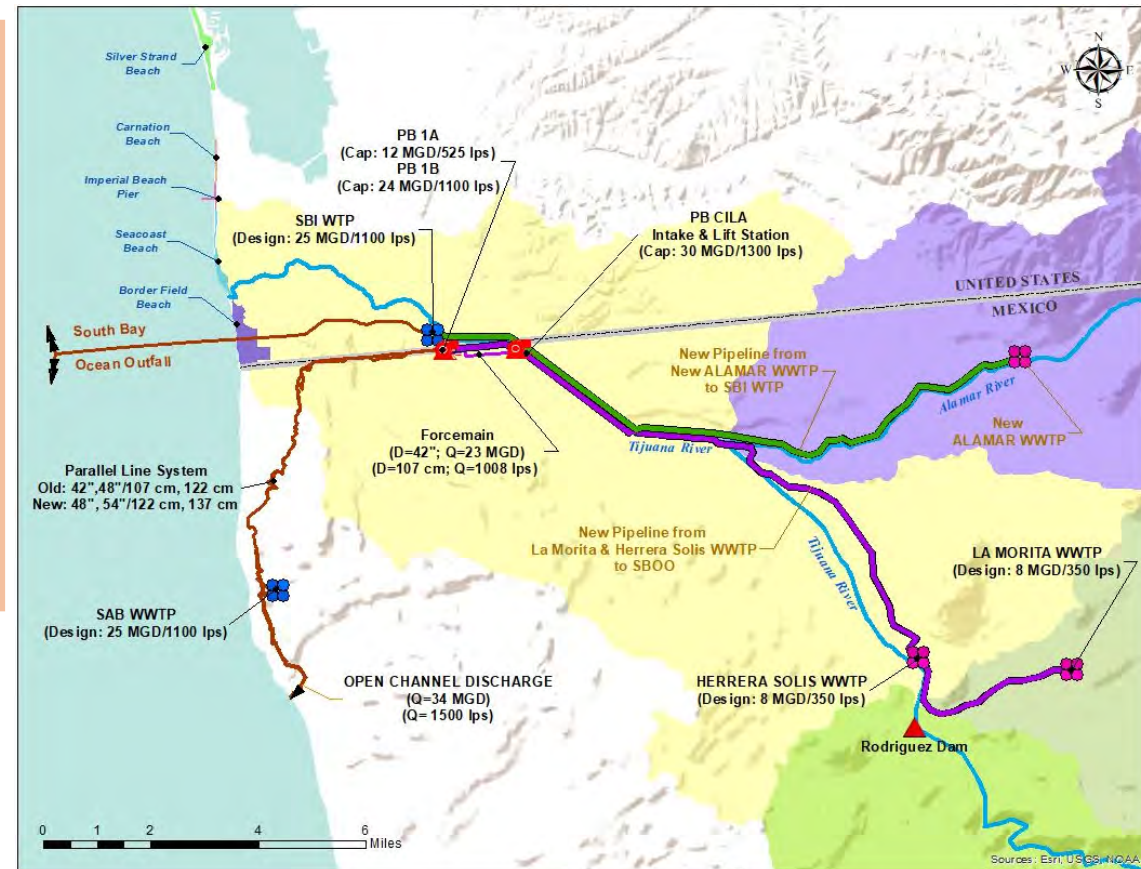 N
W
E
S
Silver Strand
Beach
Carnation
Beach
Imperial Beach
Pier
Seacoast
Beach
Border Field
Beach
PB 1A
(Cap: 12 MGD/525 lps)
PB 1B
(Cap: 24 MGD/1100 lps)
SBI WTP
(Design: 25 MGD/1100 lps)
PB CILA
Intake & Lift Station
(Cap: 30 MGD/1300 lps)
UNITED STATES
MEXICO
South Bay
Ocean Outfall
New Pipeline from
New ALAMAR WWTP
to SBI WTP
Alamar River
New
ALAMAR WWTP
Forcemain
(D=42"; Q=23 MGD)
(D=107 cm; Q=1008 lps)
Tijuana River
Parallel Line System
Old: 42",48"/107 cm, 122 cm
New: 48", 54"/122 cm, 137 cm
New Pipeline from
La Morita & Herrera Solis WWTP
to SBOO
Tijuana River
LA MORITA WWTP
(Design: 8 MGD/350 lps)
SAB WWTP
(Design: 25 MGD/1100 lps)
OPEN CHANNEL DISCHARGE
(Q=34 MGD)
(Q= 1500 lps)
HERRERA SOLIS WWTP
(Design: 8 MGD/350 lps)
Rodriguez Dam
0 1 2 4 6
Miles
Sources: Esri, USGS, NOAA